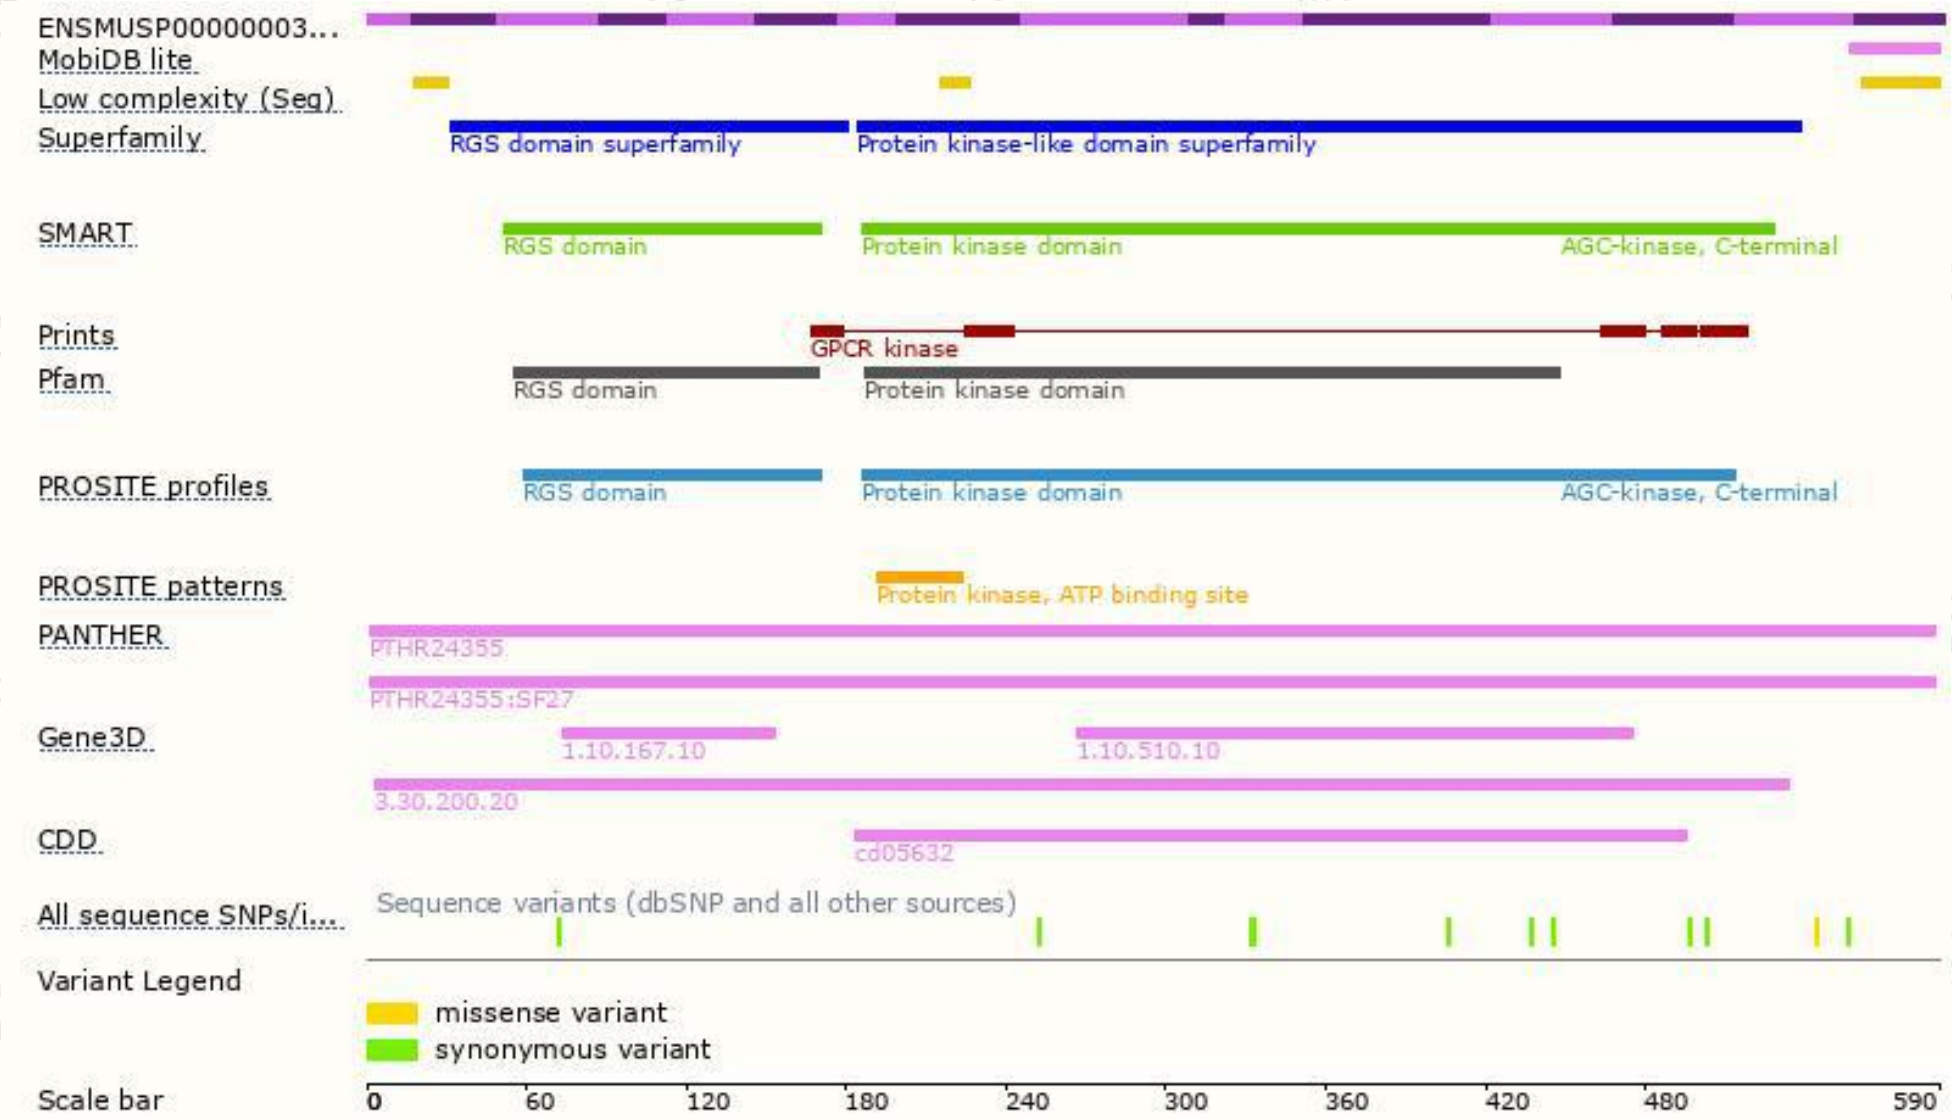 ENSMUSP00000003...
MobiDB lite
Low complexity (Seg)
Superfamily
RGS domain superfamily Protein kinase-like domain superfamily
SMART
RGS domain Protein kinase domain AGC-kinase, C-terminal
Prints
GPCR kinase
Pfam
RGS domain Protein kinase domain
PROSITE profiles
RGS domain Protein kinase domain AGC-kinase, C-terminal
PROSITE patterns
Protein kinase, ATP binding site
PANTHER
PTHR24355
PTHR24355:SF27
Gene3D
1.10.167.10 1.10.510.10
3.30.200.20
CDD
cd05632
All sequence SNPs/i... Sequence variants (dbSNP and all other sources)
Variant Legend
missense variant
synonymous variant
Scale bar 0 60 120 180 240 300 360 420 480 590